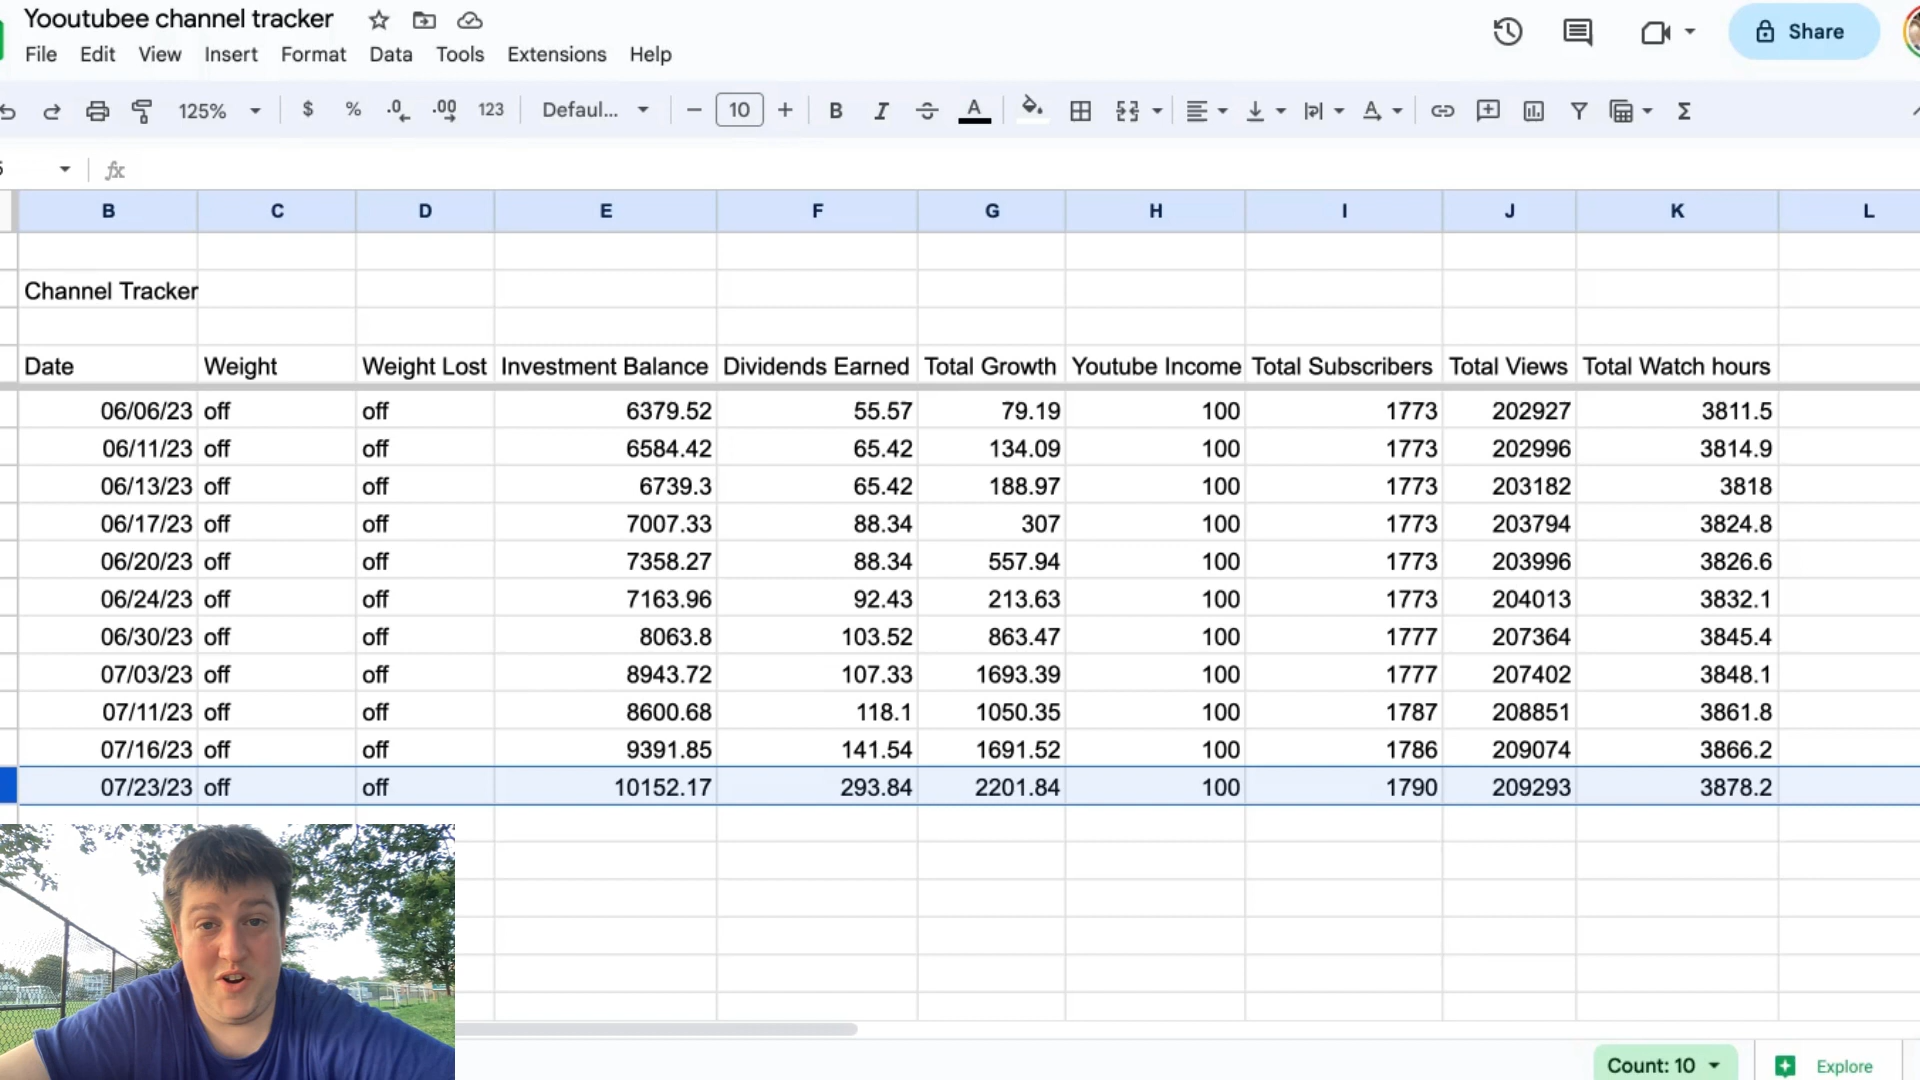 Yooutubee channel tracker
Share
File Edit View Insert Format Data Tools Extensions Help
125% $ % .0 .00 123 Defaul... − 10 + B I A Σ
fx
B C D E F G H I J K L
Channel Tracker
Date Weight Weight Lost Investment Balance Dividends Earned Total Growth Youtube Income Total Subscribers Total Views Total Watch hours
06/06/23 off off 6379.52 55.57 79.19 100 1773 202927 3811.5
06/11/23 off off 6584.42 65.42 134.09 100 1773 202996 3814.9
06/13/23 off off 6739.3 65.42 188.97 100 1773 203182 3818
06/17/23 off off 7007.33 88.34 307 100 1773 203794 3824.8
06/20/23 off off 7358.27 88.34 557.94 100 1773 203996 3826.6
06/24/23 off off 7163.96 92.43 213.63 100 1773 204013 3832.1
06/30/23 off off 8063.8 103.52 863.47 100 1777 207364 3845.4
07/03/23 off off 8943.72 107.33 1693.39 100 1777 207402 3848.1
07/11/23 off off 8600.68 118.1 1050.35 100 1787 208851 3861.8
07/16/23 off off 9391.85 141.54 1691.52 100 1786 209074 3866.2
07/23/23 off off 10152.17 293.84 2201.84 100 1790 209293 3878.2
Count: 10 Explore